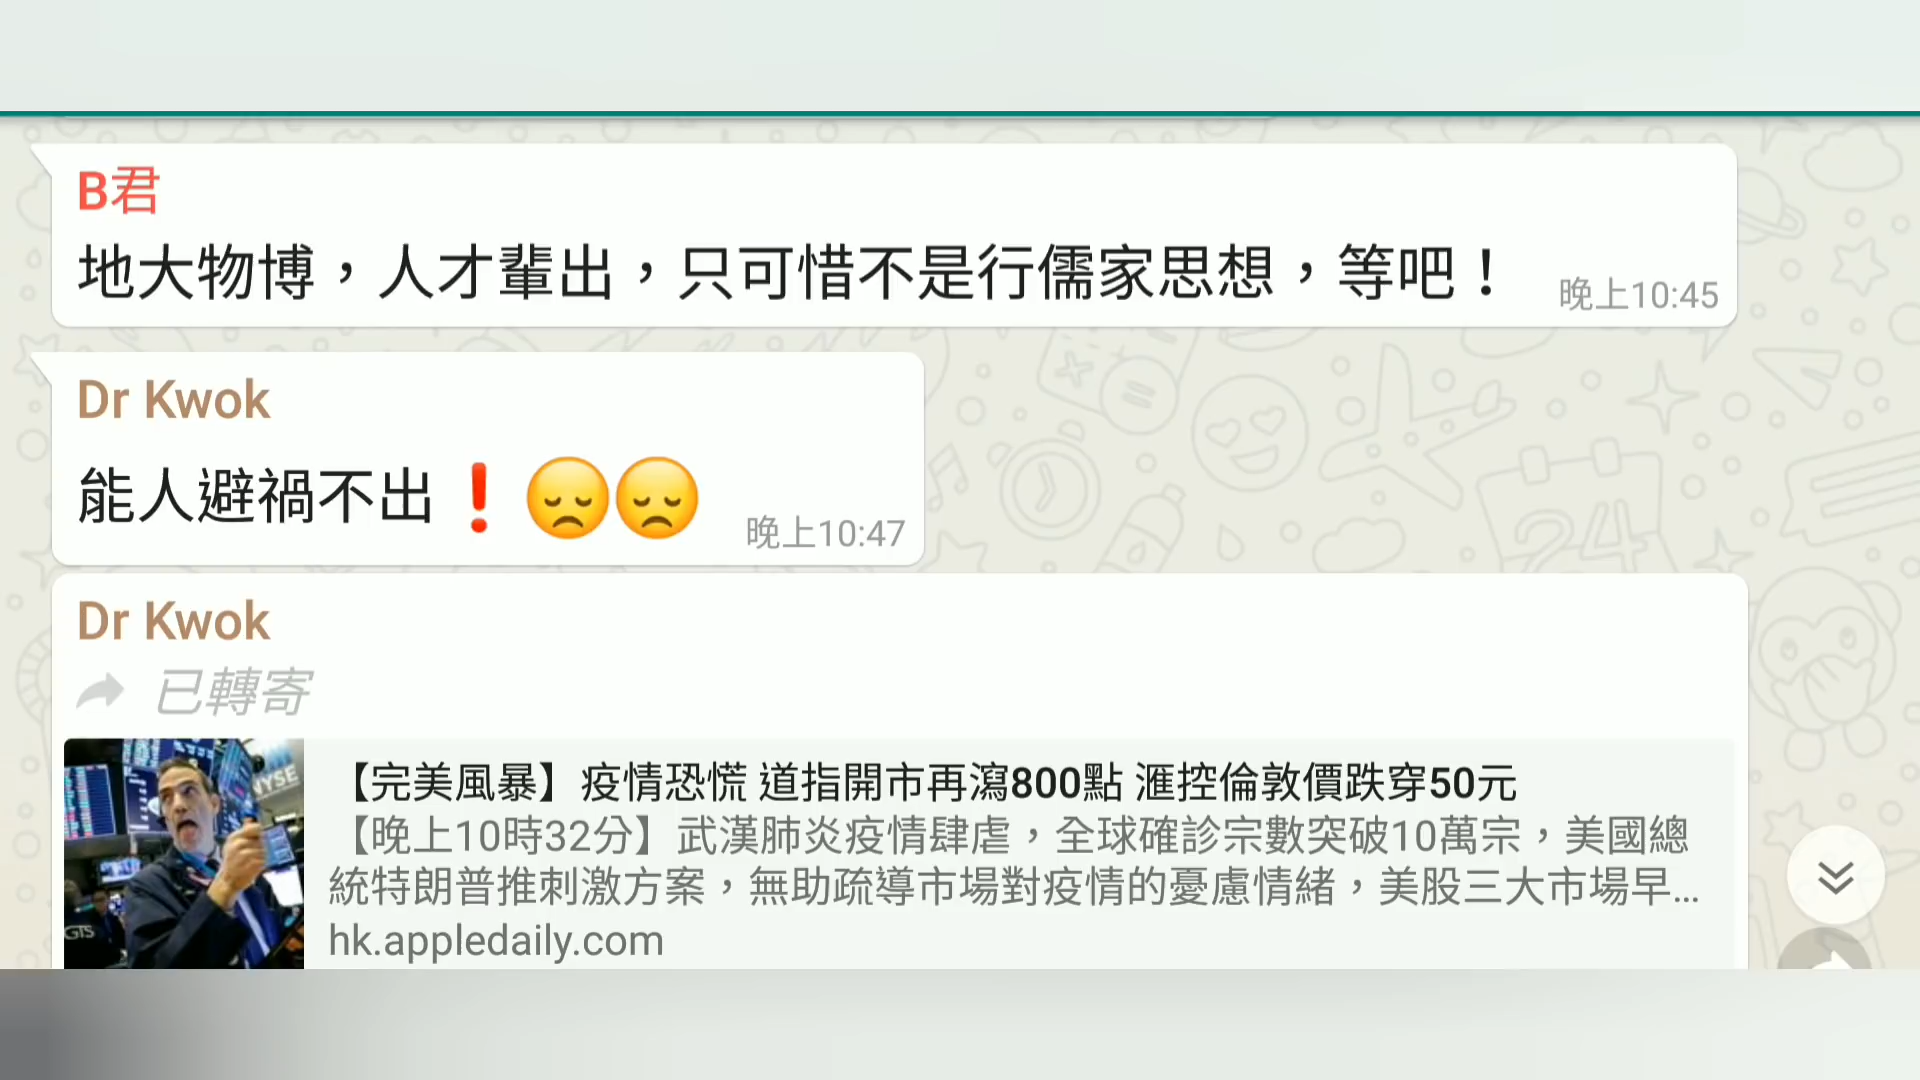 B君
地大物博，人才輩出，只可惜不是行儒家思想，等吧！
晚上10:45
Dr Kwok
能人避禍不出❗😞😞
晚上10:47
Dr Kwok
已轉寄
【完美風暴】疫情恐慌 道指開市再瀉800點 滙控倫敦價跌穿50元
【晚上10時32分】武漢肺炎疫情肆虐，全球確診宗數突破10萬宗，美國總
統特朗普推刺激方案，無助疏導市場對疫情的憂慮情緒，美股三大市場早...
hk.appledaily.com
NYSE
GTS
24